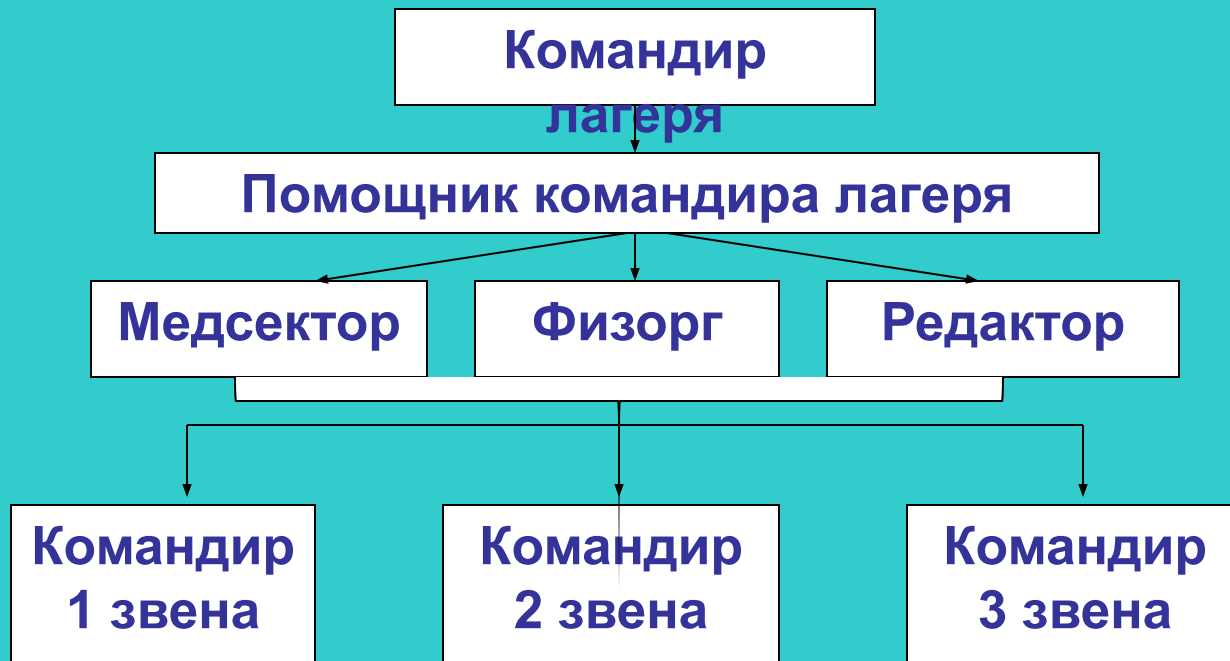 Командир
лагеря
Помощник командира лагеря
Медсектор
Физорг
Редактор
Командир
1 звена
Командир
2 звена
Командир
3 звена